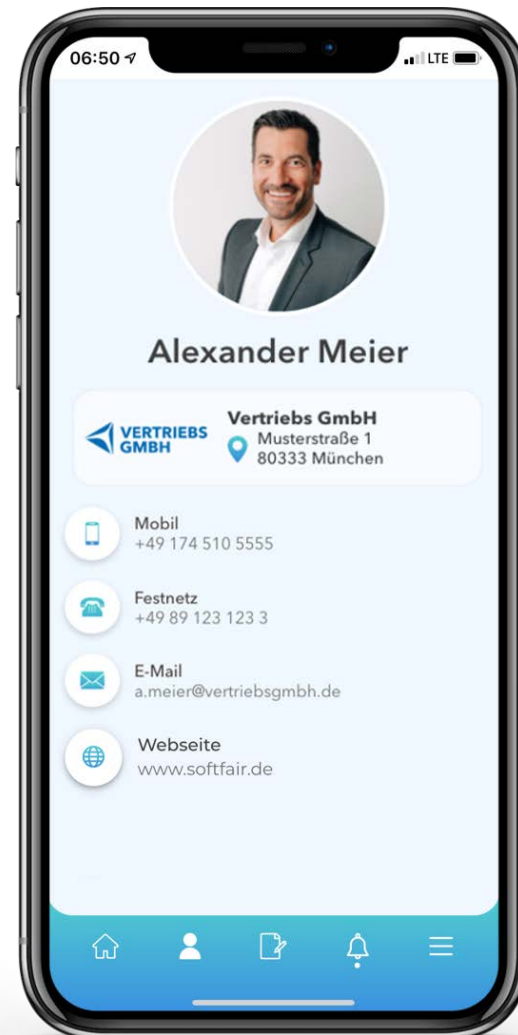 06:50
LTE
Alexander Meier
VERTRIEBS
GMBH
Vertriebs GmbH
Musterstraße 1
80333 München
Mobil
+49 174 510 5555
Festnetz
+49 89 123 123 3
E-Mail
a.meier@vertriebsgmbh.de
Webseite
www.softfair.de